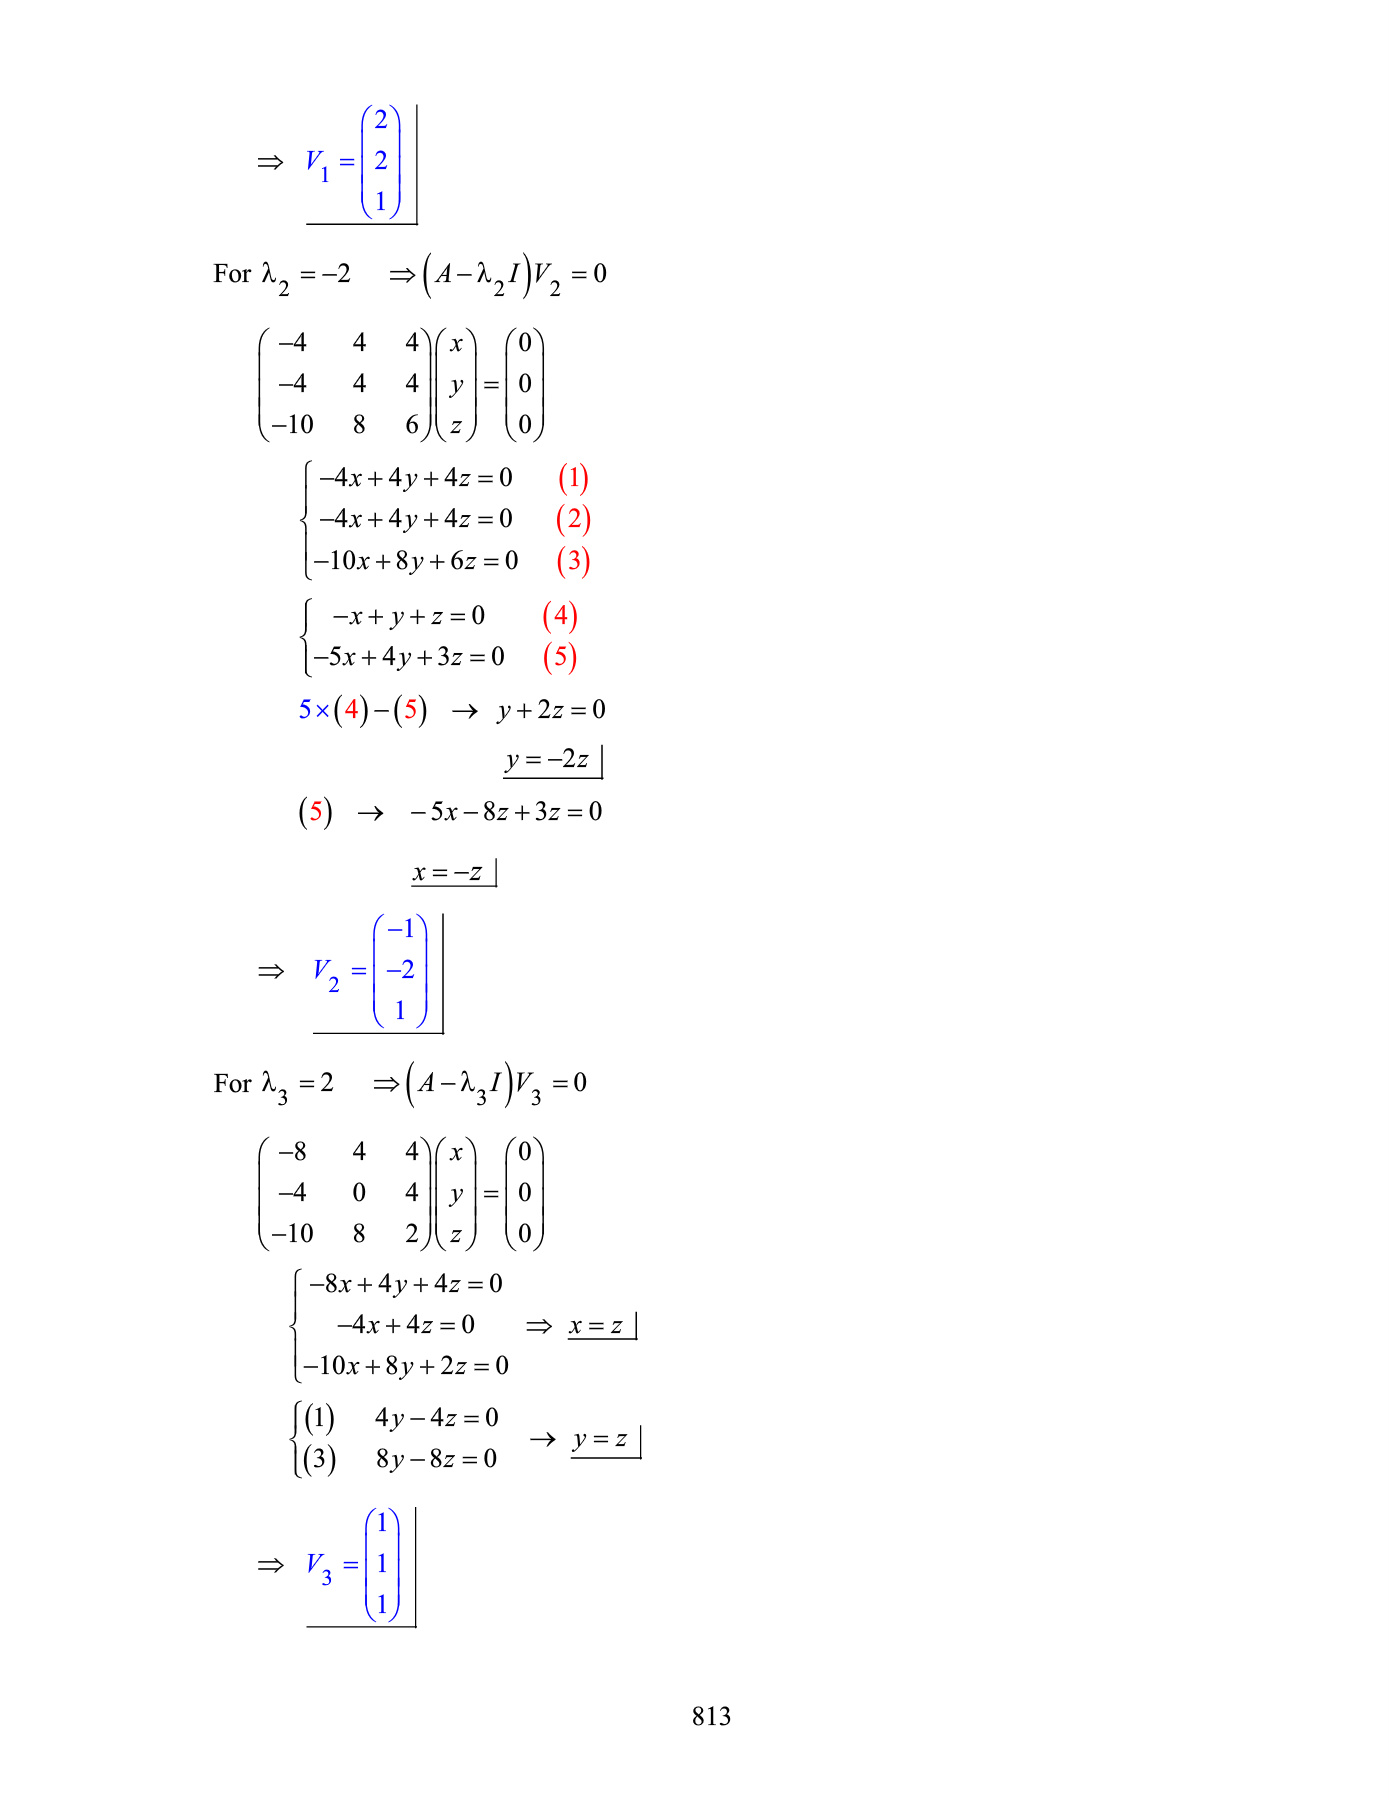 ⇒ V₁ = (2
2
1)
For λ₂ = −2 ⇒ (A − λ₂I)V₂ = 0
(−4 4 4
−4 4 4
−10 8 6)(x
y
z) = (0
0
0)
{−4x + 4y + 4z = 0 (1)
−4x + 4y + 4z = 0 (2)
−10x + 8y + 6z = 0 (3)
{−x + y + z = 0 (4)
−5x + 4y + 3z = 0 (5)
5×(4) − (5) → y + 2z = 0
y = −2z
(5) → −5x − 8z + 3z = 0
x = −z
⇒ V₂ = (−1
−2
1)
For λ₃ = 2 ⇒ (A − λ₃I)V₃ = 0
(−8 4 4
−4 0 4
−10 8 2)(x
y
z) = (0
0
0)
{−8x + 4y + 4z = 0
−4x + 4z = 0 ⇒ x = z
−10x + 8y + 2z = 0
{(1) 4y − 4z = 0
(3) 8y − 8z = 0 → y = z
⇒ V₃ = (1
1
1)
813